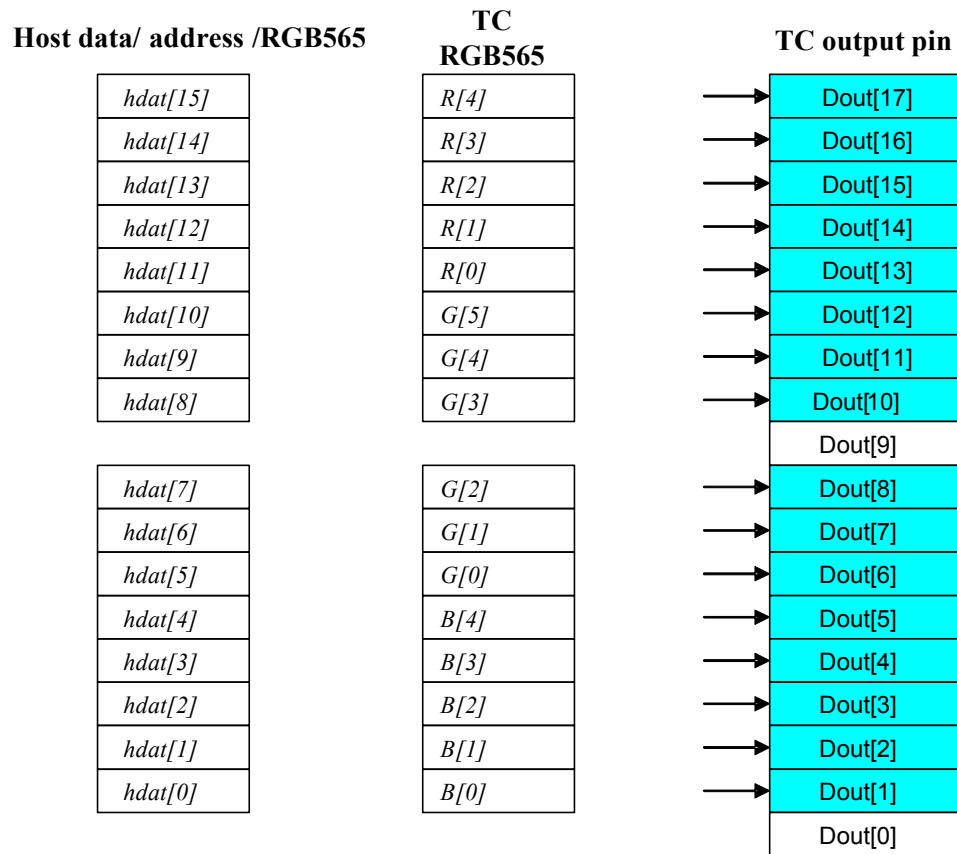 Host data/ address /RGB565 TC RGB565 TC output pin
hdat[15] R[4] Dout[17]
hdat[14] R[3] Dout[16]
hdat[13] R[2] Dout[15]
hdat[12] R[1] Dout[14]
hdat[11] R[0] Dout[13]
hdat[10] G[5] Dout[12]
hdat[9] G[4] Dout[11]
hdat[8] G[3] Dout[10]
Dout[9]
hdat[7] G[2] Dout[8]
hdat[6] G[1] Dout[7]
hdat[5] G[0] Dout[6]
hdat[4] B[4] Dout[5]
hdat[3] B[3] Dout[4]
hdat[2] B[2] Dout[3]
hdat[1] B[1] Dout[2]
hdat[0] B[0] Dout[1]
Dout[0]